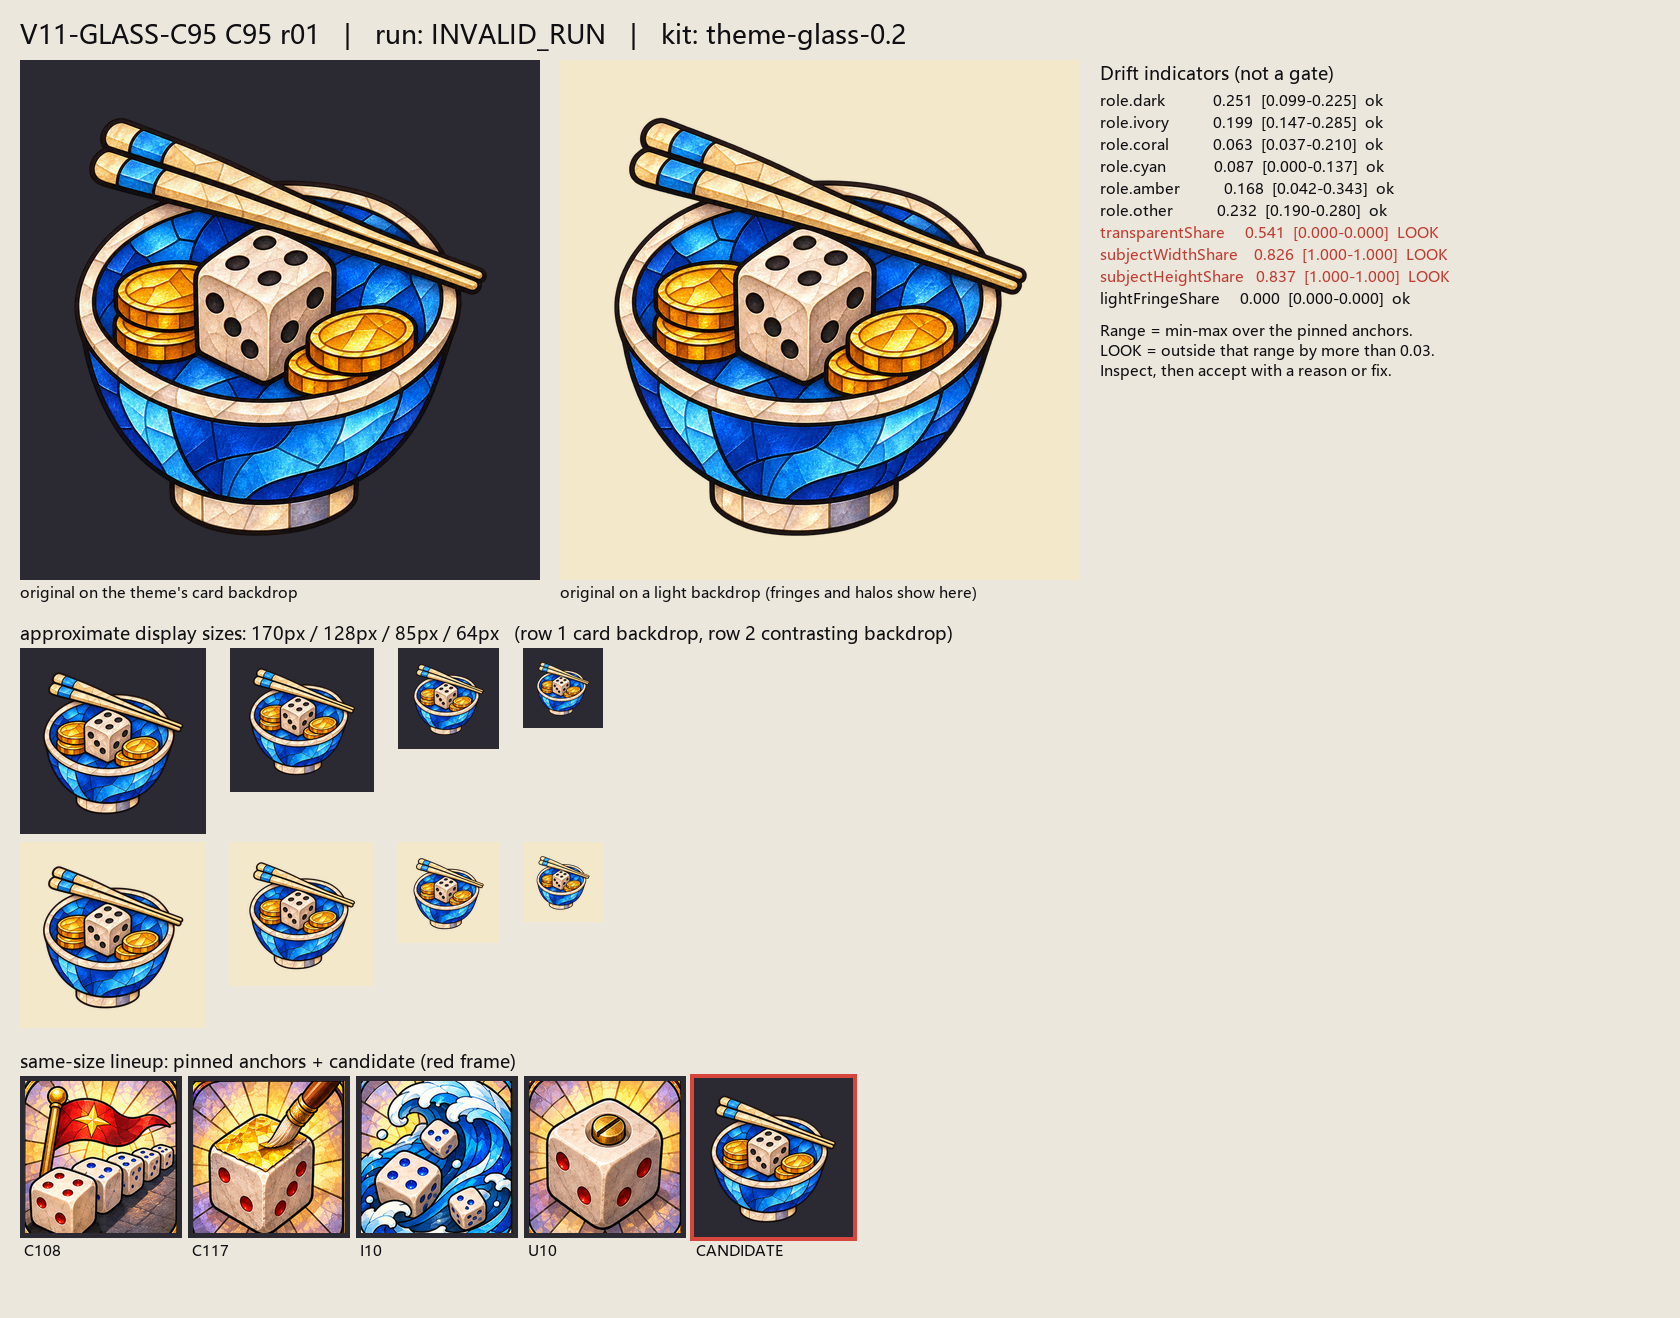 V11-GLASS-C95 C95 r01 | run: INVALID_RUN | kit: theme-glass-0.2
Drift indicators (not a gate)
role.dark 0.251 [0.099-0.225] ok
role.ivory 0.199 [0.147-0.285] ok
role.coral 0.063 [0.037-0.210] ok
role.cyan 0.087 [0.000-0.137] ok
role.amber 0.168 [0.042-0.343] ok
role.other 0.232 [0.190-0.280] ok
transparentShare 0.541 [0.000-0.000] LOOK
subjectWidthShare 0.826 [1.000-1.000] LOOK
subjectHeightShare 0.837 [1.000-1.000] LOOK
lightFringeShare 0.000 [0.000-0.000] ok
Range = min-max over the pinned anchors.
LOOK = outside that range by more than 0.03.
Inspect, then accept with a reason or fix.
original on the theme's card backdrop
original on a light backdrop (fringes and halos show here)
approximate display sizes: 170px / 128px / 85px / 64px (row 1 card backdrop, row 2 contrasting backdrop)
same-size lineup: pinned anchors + candidate (red frame)
C108
C117
I10
U10
CANDIDATE